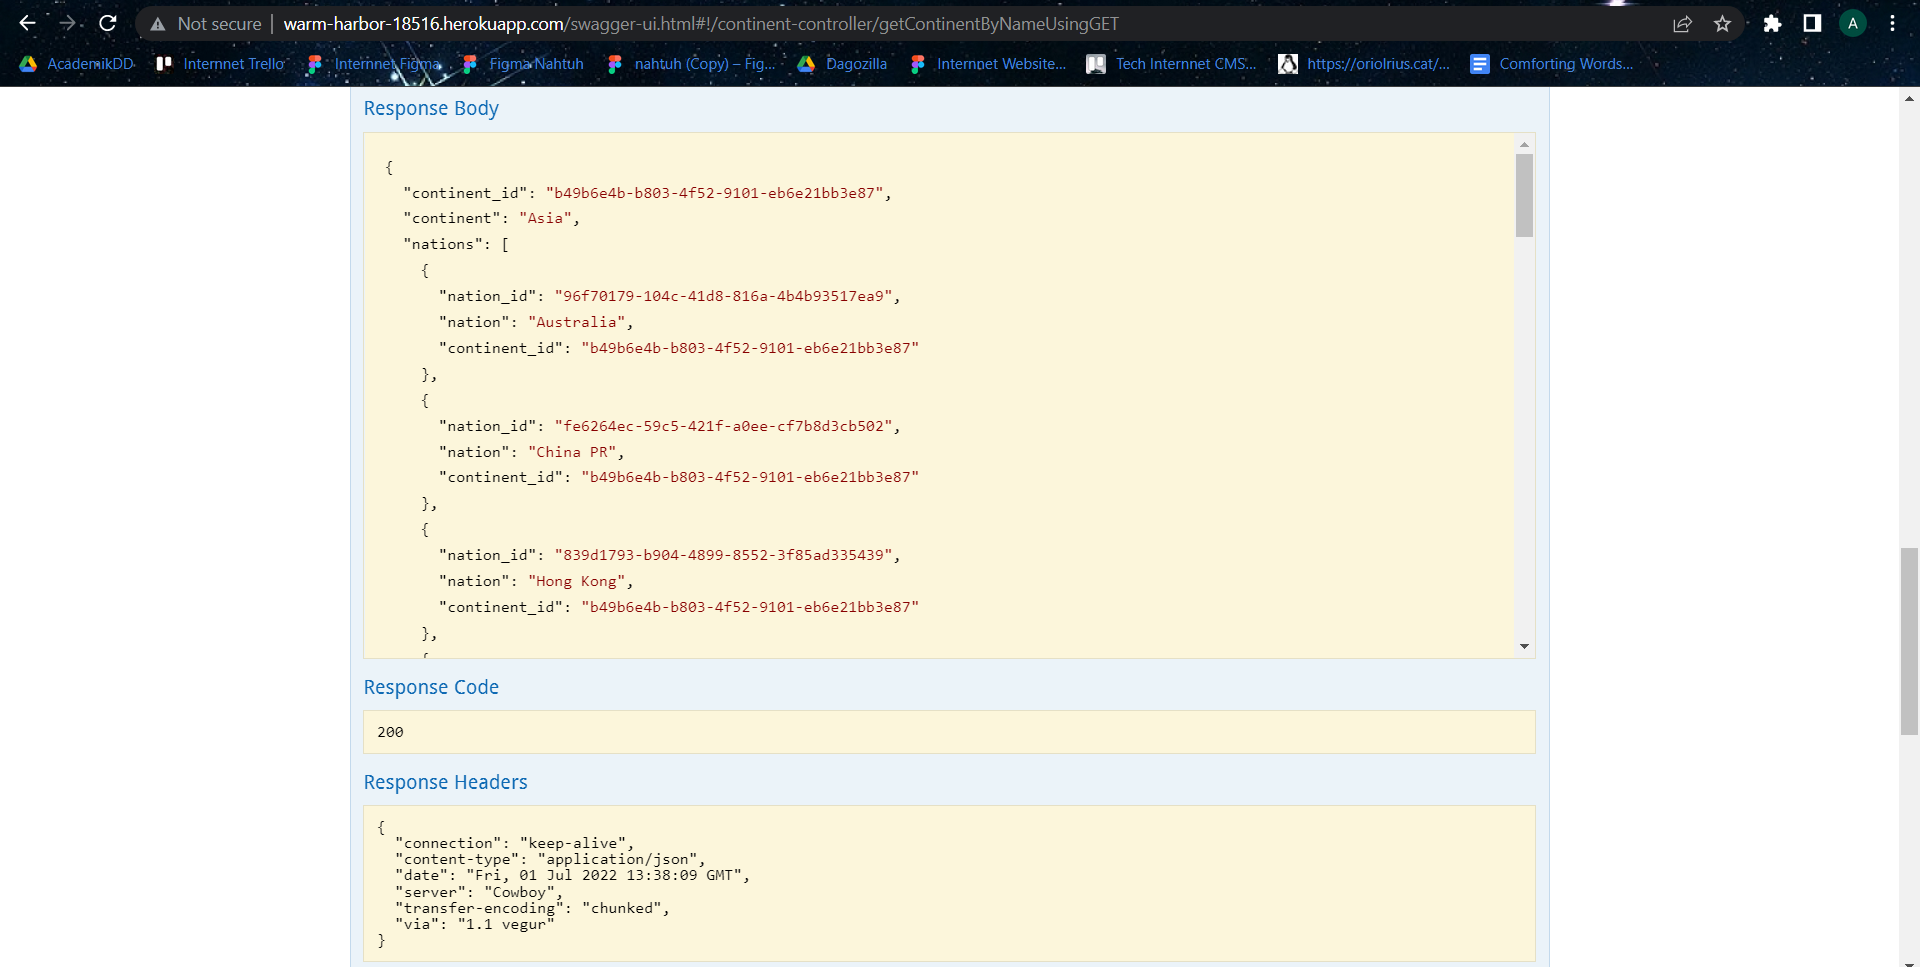 Not secure | warm-harbor-18516.herokuapp.com/swagger-ui.html#!/continent-controller/getContinentByNameUsingGET
A
AcademikDD Internnet Trello Internnet Figma Figma Nahtuh nahtuh (Copy) – Fig... Dagozilla Internnet Website... Tech Internnet CMS... https://oriolrius.cat/... Comforting Words...
Response Body
{
"continent_id": "b49b6e4b-b803-4f52-9101-eb6e21bb3e87",
"continent": "Asia",
"nations": [
{
"nation_id": "96f70179-104c-41d8-816a-4b4b93517ea9",
"nation": "Australia",
"continent_id": "b49b6e4b-b803-4f52-9101-eb6e21bb3e87"
},
{
"nation_id": "fe6264ec-59c5-421f-a0ee-cf7b8d3cb502",
"nation": "China PR",
"continent_id": "b49b6e4b-b803-4f52-9101-eb6e21bb3e87"
},
{
"nation_id": "839d1793-b904-4899-8552-3f85ad335439",
"nation": "Hong Kong",
"continent_id": "b49b6e4b-b803-4f52-9101-eb6e21bb3e87"
},
{
Response Code
200
Response Headers
{
"connection": "keep-alive",
"content-type": "application/json",
"date": "Fri, 01 Jul 2022 13:38:09 GMT",
"server": "Cowboy",
"transfer-encoding": "chunked",
"via": "1.1 vegur"
}